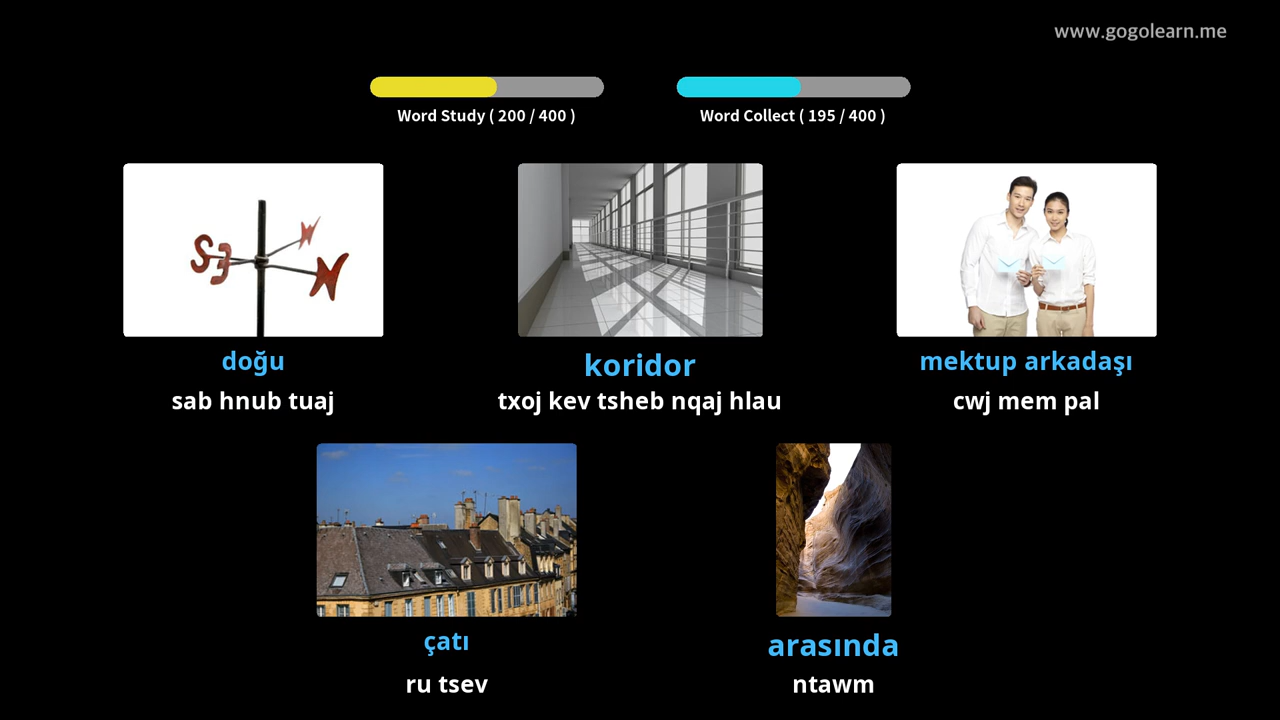 www.gogolearn.me
Word Study ( 200 / 400 )
Word Collect ( 195 / 400 )
doğu
sab hnub tuaj
koridor
txoj kev tsheb nqaj hlau
mektup arkadaşı
cwj mem pal
çatı
ru tsev
arasında
ntawm